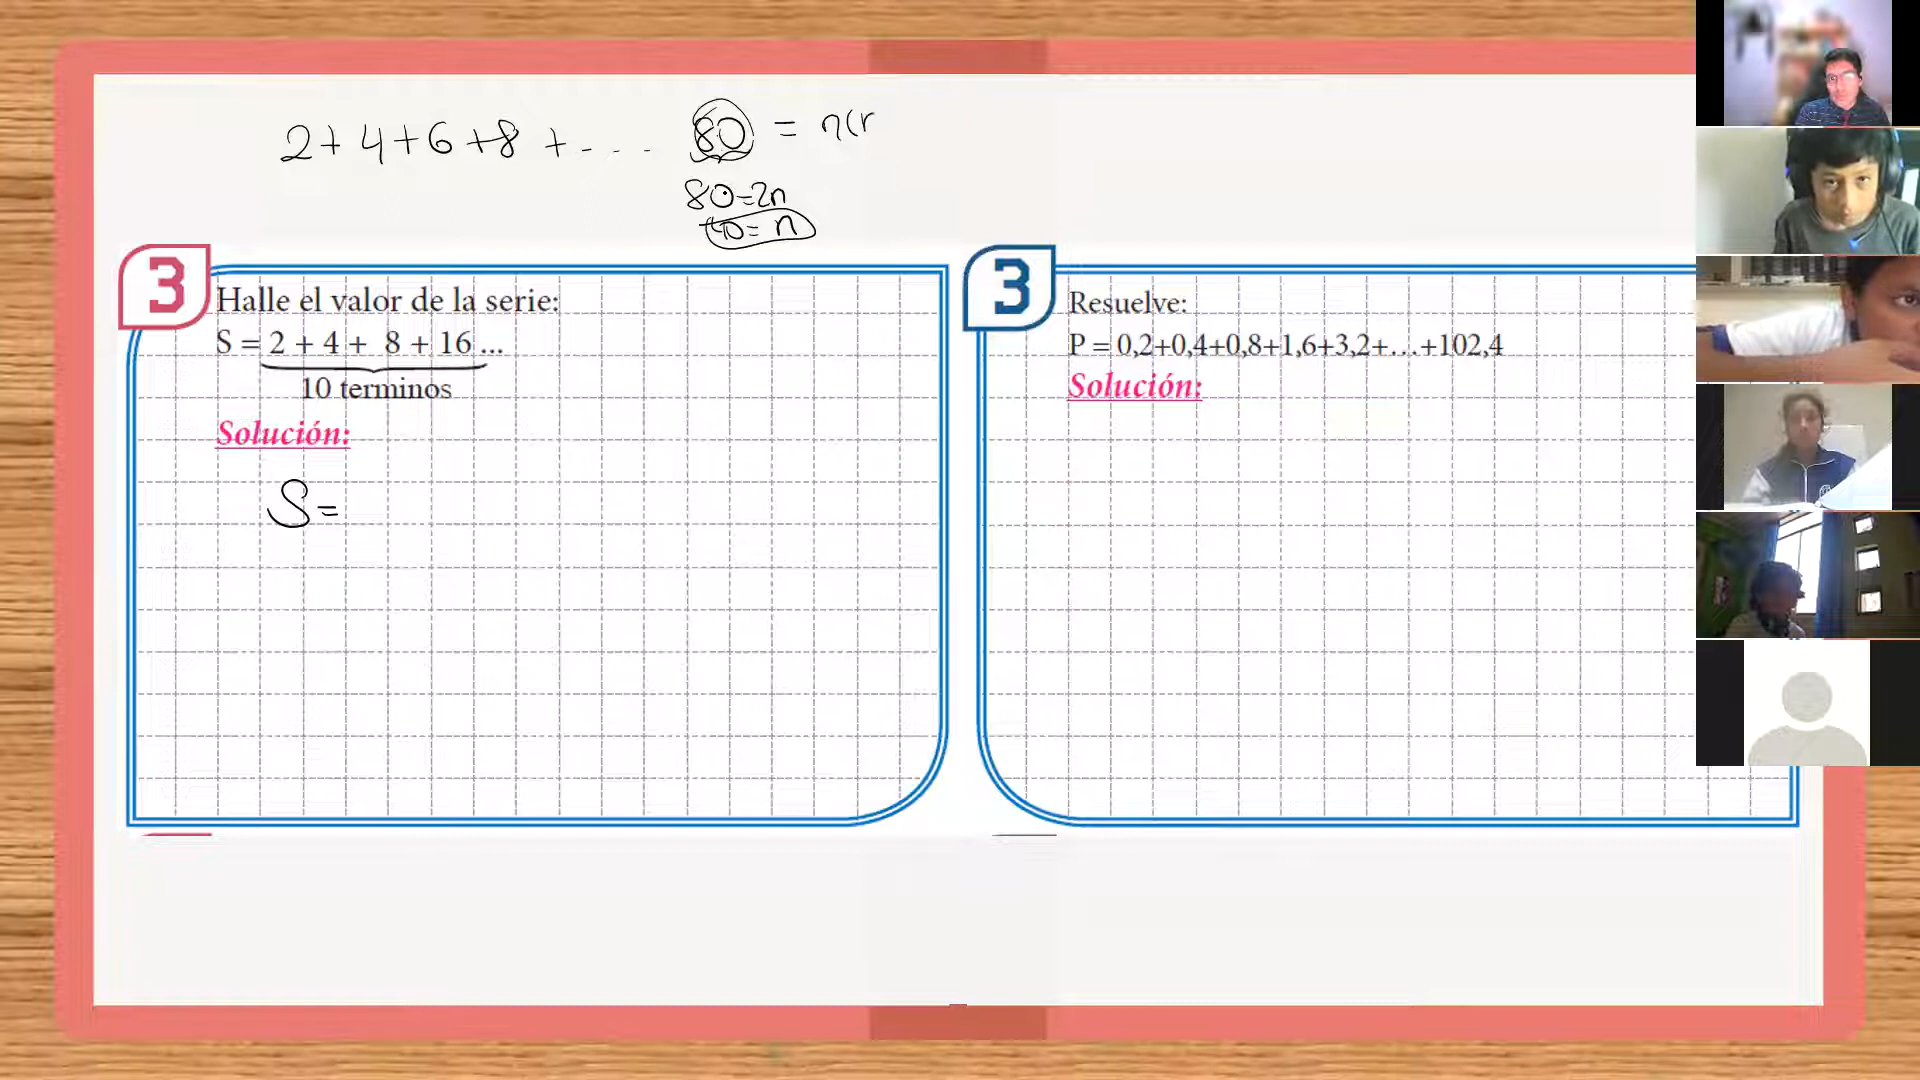 2+4+6+8+... 80 = n(r
80=2n
40= n
3
Halle el valor de la serie:
S = 2 + 4 + 8 + 16 ...
10 terminos
Solución:
S=
3
Resuelve:
P = 0,2+0,4+0,8+1,6+3,2+…+102,4
Solución: